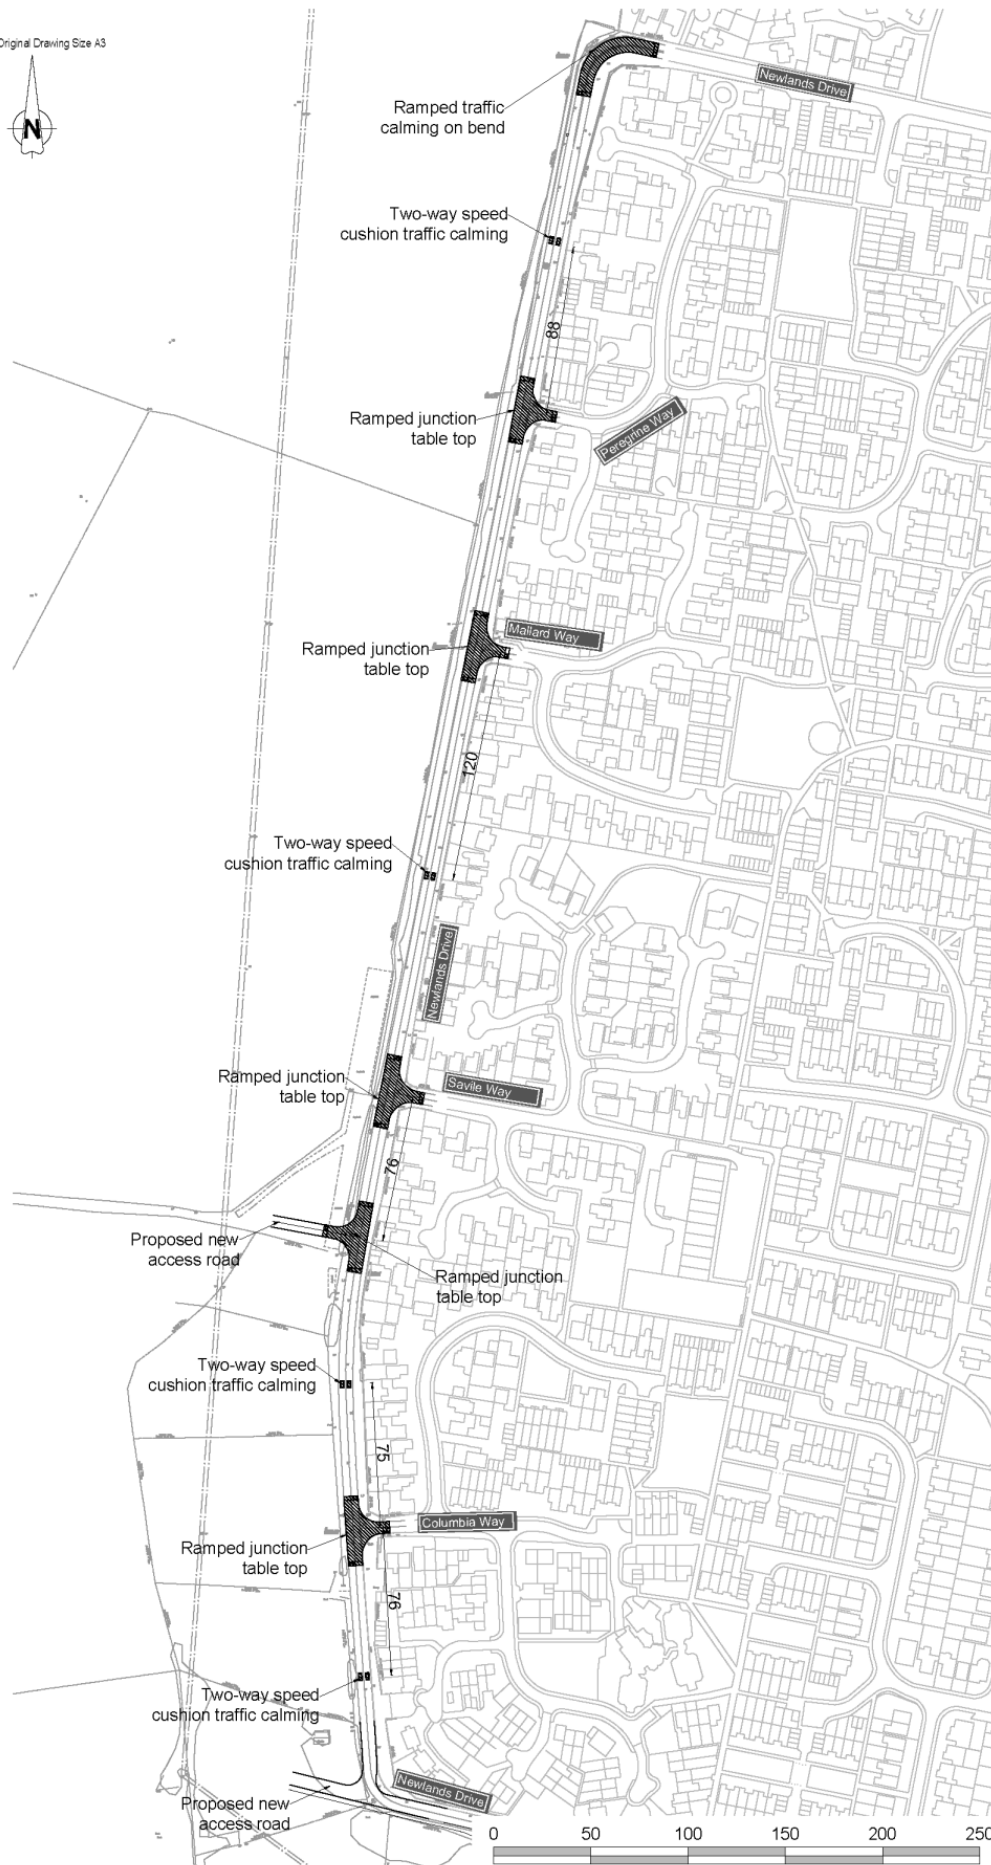 Original Drawing Size A3
N
Newlands Drive
Ramped traffic
calming on bend
Two-way speed
cushion traffic calming
88
Ramped junction
table top
Peregrine Way
Mallard Way
Ramped junction
table top
120
Two-way speed
cushion traffic calming
Newlands Drive
Ramped junction
table top
Savile Way
76
Proposed new
access road
Ramped junction
table top
Two-way speed
cushion traffic calming
75
Columbia Way
Ramped junction
table top
76
Two-way speed
cushion traffic calming
Newlands Drive
Proposed new
access road
0 50 100 150 200 250